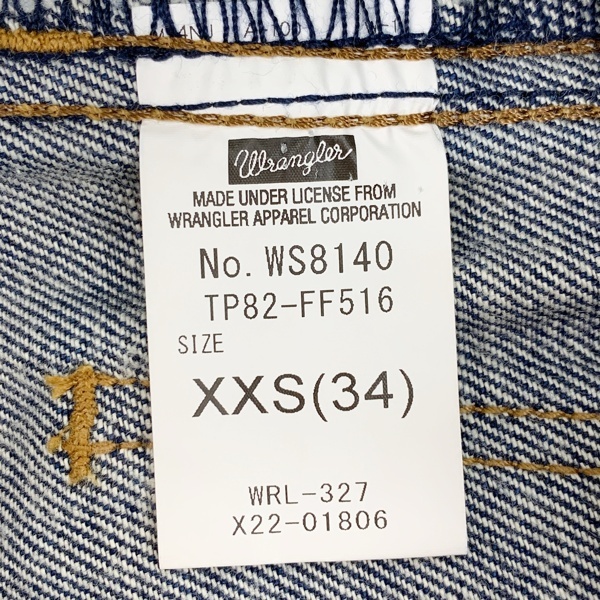 Wrangler
MADE UNDER LICENSE FROM
WRANGLER APPAREL CORPORATION
No. WS8140
TP82-FF516
SIZE
XXS(34)
WRL-327
X22-01806